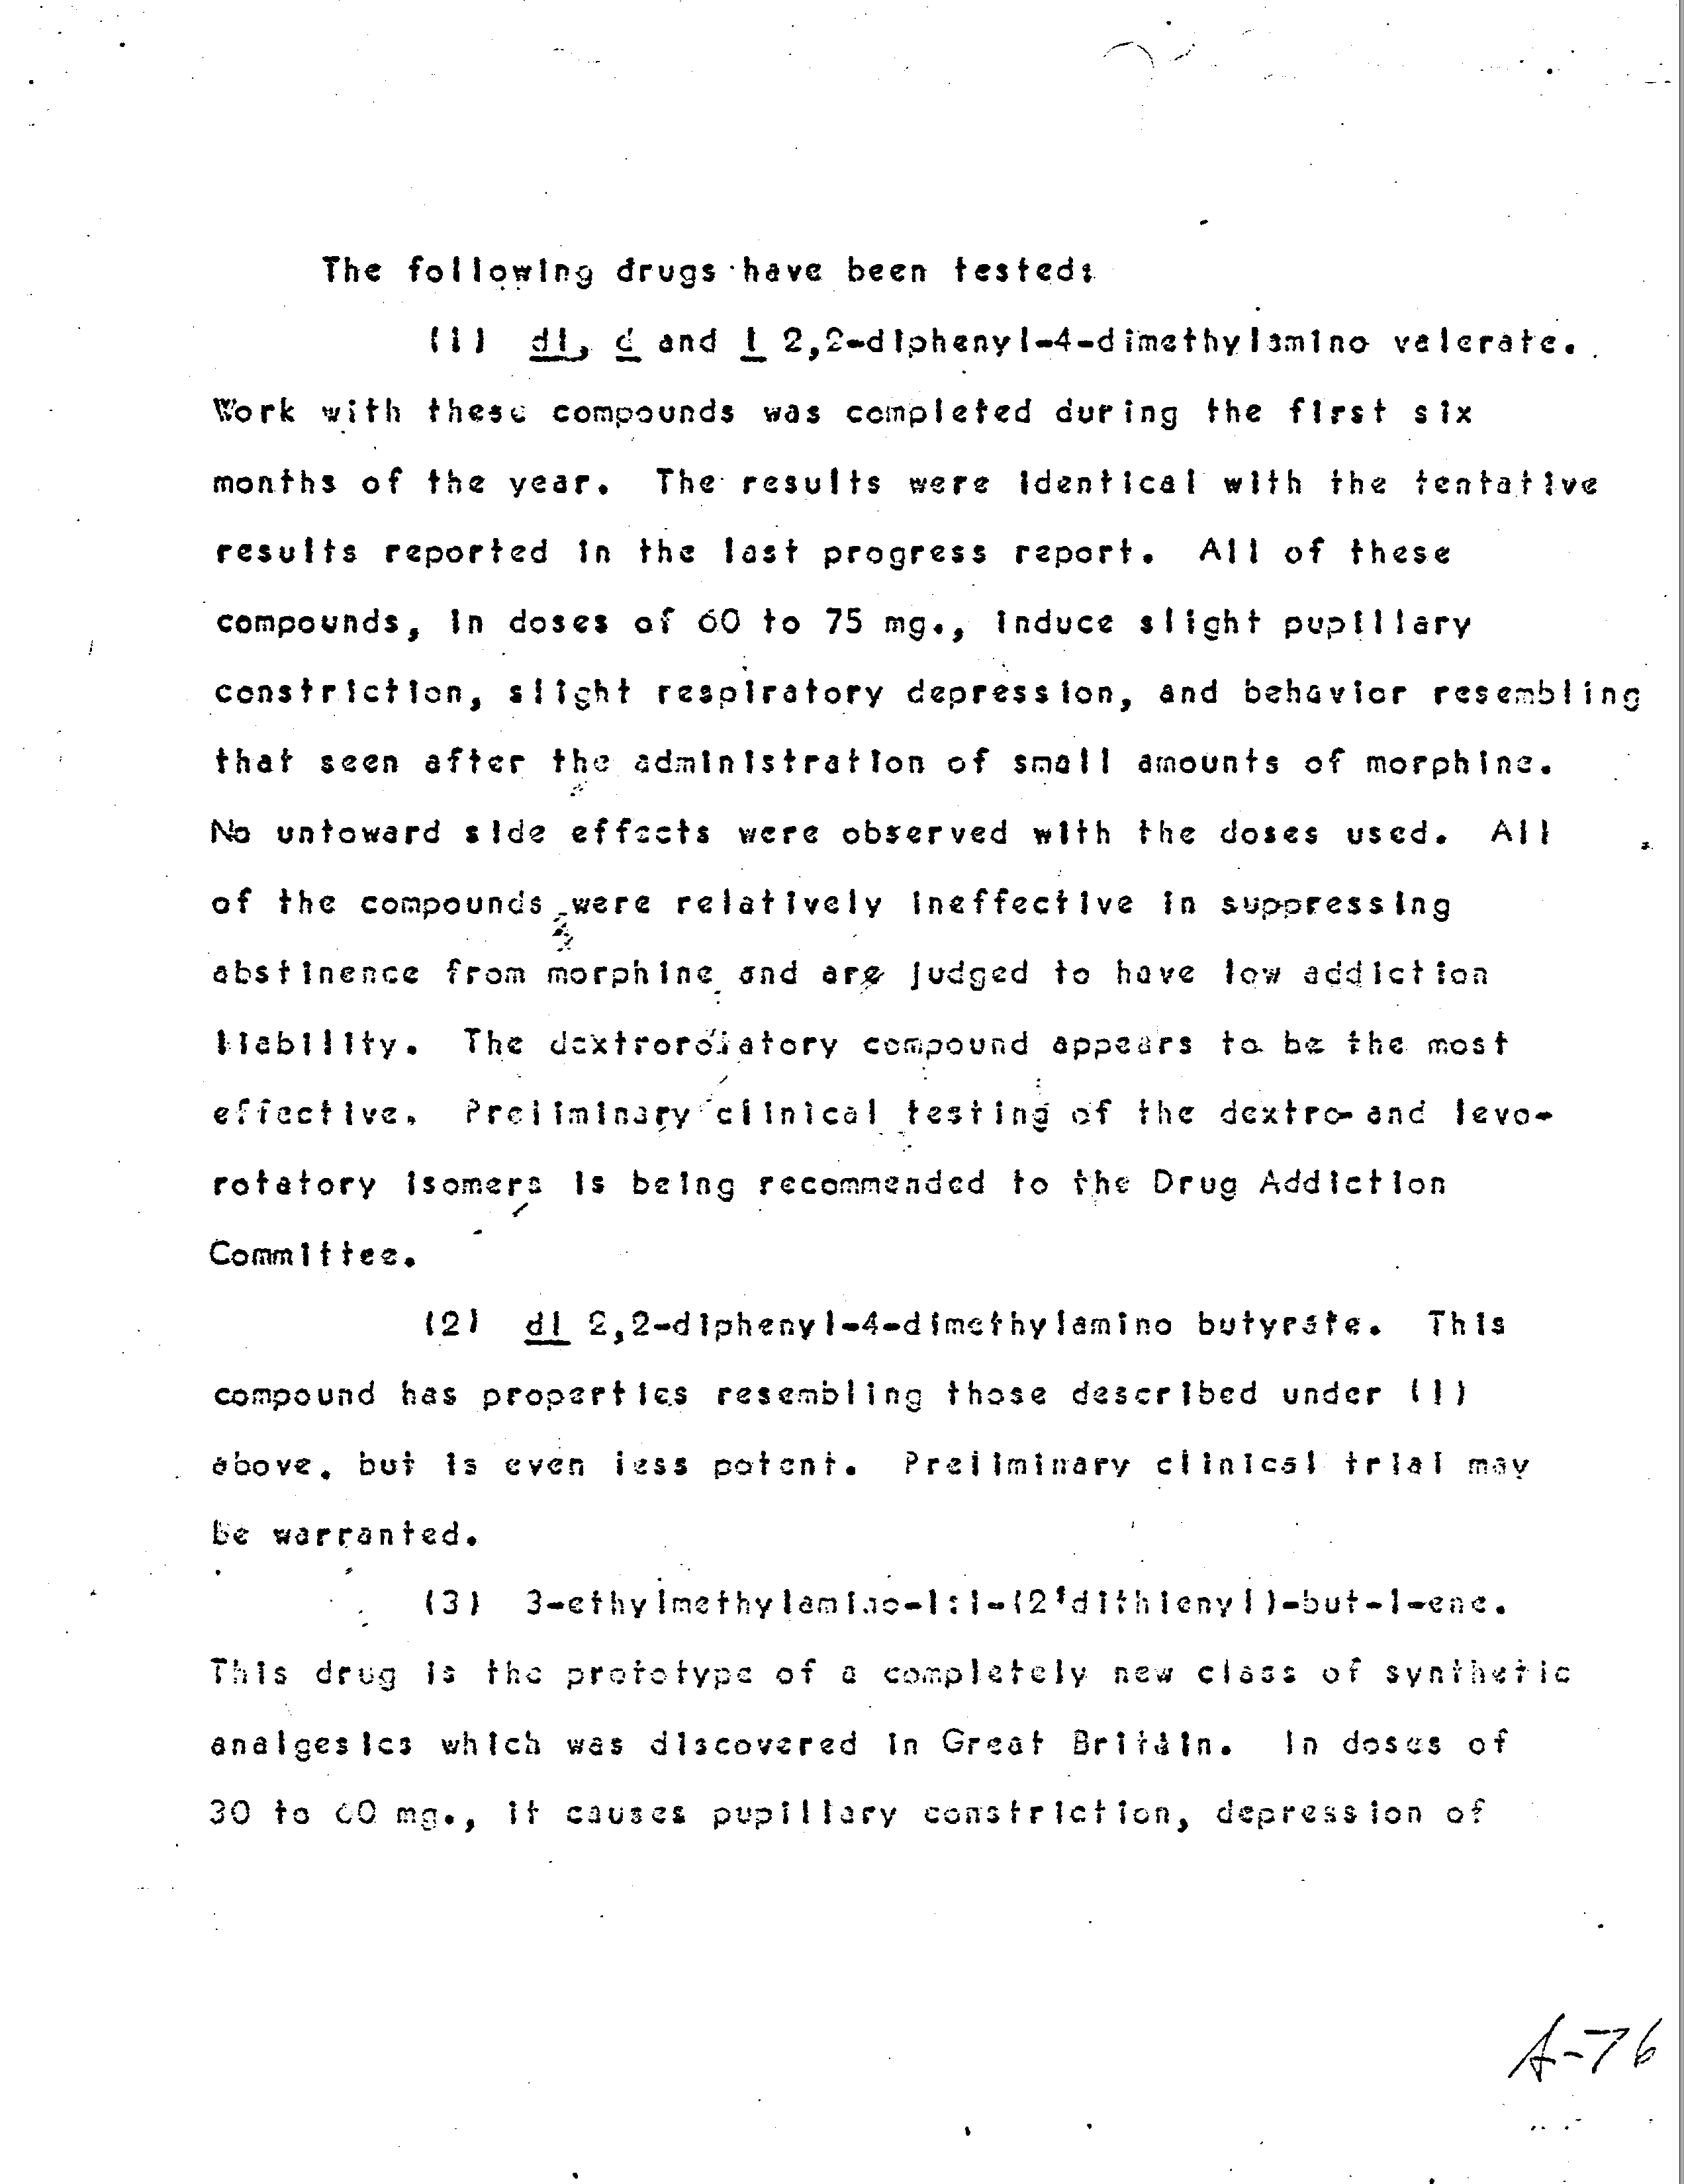 The following drugs have been tested:
(1) dl, d and l 2,2-diphenyl-4-dimethylamino valerate.
Work with these compounds was completed during the first six
months of the year. The results were identical with the tentative
results reported in the last progress report. All of these
compounds, in doses of 60 to 75 mg., induce slight pupillary
constriction, slight respiratory depression, and behavior resembling
that seen after the administration of small amounts of morphine.
No untoward side effects were observed with the doses used. All
of the compounds were relatively ineffective in suppressing
abstinence from morphine and are judged to have low addiction
liability. The dextrorotatory compound appears to be the most
effective. Preliminary clinical testing of the dextro- and levo-
rotatory isomers is being recommended to the Drug Addiction
Committee.
(2) dl 2,2-diphenyl-4-dimethylamino butyrate. This
compound has properties resembling those described under (1)
above, but is even less potent. Preliminary clinical trial may
be warranted.
(3) 3-ethylmethylamino-1:1-(2'dithienyl)-but-1-ene.
This drug is the prototype of a completely new class of synthetic
analgesics which was discovered in Great Britain. In doses of
30 to 60 mg., it causes pupillary constriction, depression of
A-76